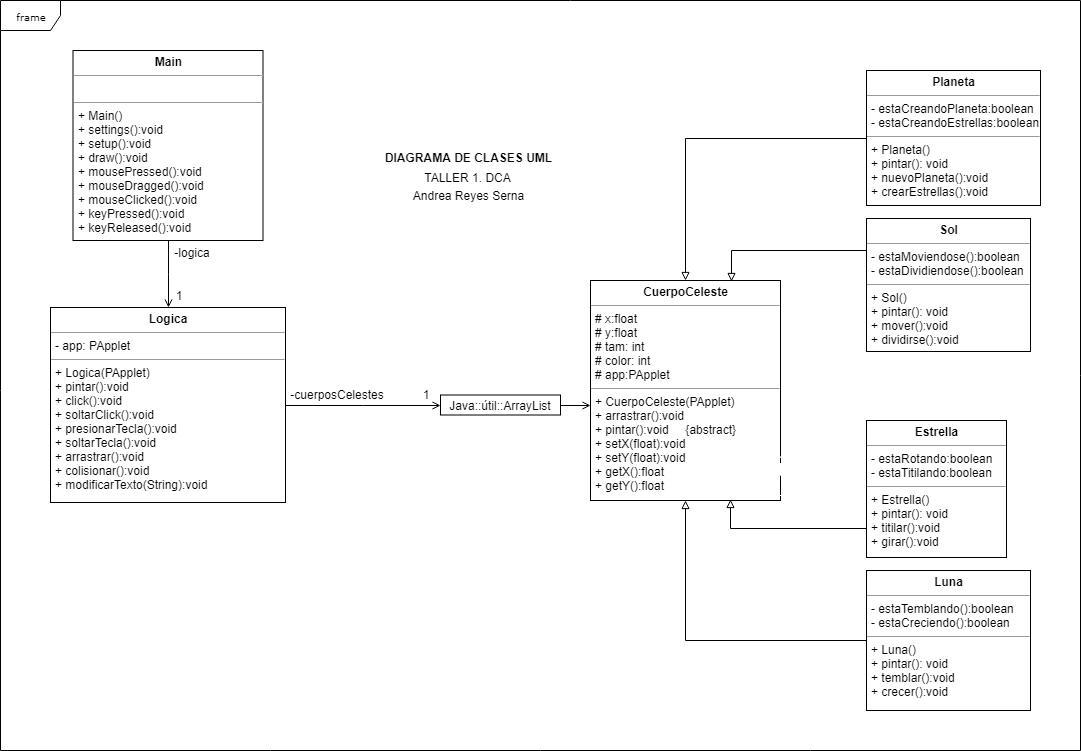 frame
Main
+ Main()
+ settings():void
+ setup():void
+ draw():void
+ mousePressed():void
+ mouseDragged():void
+ mouseClicked():void
+ keyPressed():void
+ keyReleased():void
-logica
1
Logica
- app: PApplet
+ Logica(PApplet)
+ pintar():void
+ click():void
+ soltarClick():void
+ presionarTecla():void
+ soltarTecla():void
+ arrastrar():void
+ colisionar():void
+ modificarTexto(String):void
DIAGRAMA DE CLASES UML
TALLER 1. DCA
Andrea Reyes Serna
-cuerposCelestes
1
Java::útil::ArrayList
CuerpoCeleste
# x:float
# y:float
# tam: int
# color: int
# app:PApplet
+ CuerpoCeleste(PApplet)
+ arrastrar():void
+ pintar():void {abstract}
+ setX(float):void
+ setY(float):void
+ getX():float
+ getY():float
Planeta
- estaCreandoPlaneta:boolean
- estaCreandoEstrellas:boolean
+ Planeta()
+ pintar(): void
+ nuevoPlaneta():void
+ crearEstrellas():void
Sol
- estaMoviendose():boolean
- estaDividiendose():boolean
+ Sol()
+ pintar(): void
+ mover():void
+ dividirse():void
Estrella
- estaRotando:boolean
- estaTitilando:boolean
+ Estrella()
+ pintar(): void
+ titilar():void
+ girar():void
Luna
- estaTemblando():boolean
- estaCreciendo():boolean
+ Luna()
+ pintar(): void
+ temblar():void
+ crecer():void